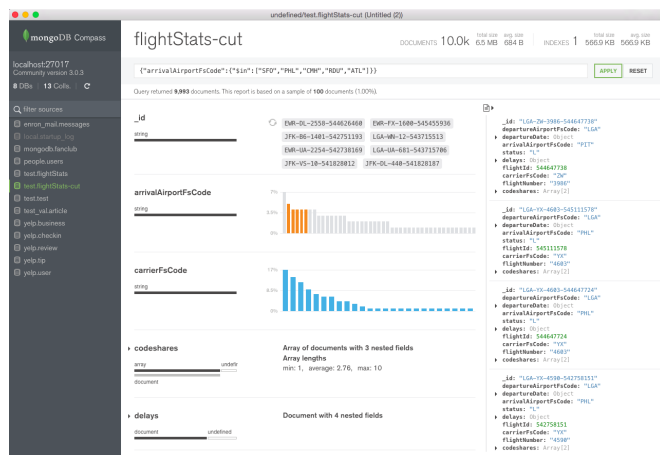 undefined/test.flightStats-cut (Untitled (2))
mongoDB Compass
flightStats-cut
DOCUMENTS 10.0k total size 6.5 MB avg. size 684 B
INDEXES 1 total size 566.9 KB avg. size 566.9 KB
localhost:27017
Community version 3.0.3
8 DBs 13 Colls.
{"arrivalAirportFsCode":{"$in":["SFO","PHL","CMH","RDU","ATL"]}}
APPLY RESET
Query returned 9,993 documents. This report is based on a sample of 100 documents (1.00%).
filter sources
enron_mail.messages
local.startup_log
mongodb.fanclub
people.users
test.flightStats
test.flightStats-cut
test.test
test_val.article
yelp.business
yelp.checkin
yelp.review
yelp.tip
yelp.user
_id
string
EWR-DL-2558-544626460 EWR-FX-1600-545455936
JFK-B6-1401-542751193 LGA-WN-12-543715513
EWR-UA-2254-542738169 LGA-UA-681-543715706
JFK-VS-10-541828012 JFK-DL-440-541828187
arrivalAirportFsCode
string
7%
3.5%
0%
carrierFsCode
string
17%
8.5%
0%
codeshares
array undefir
document
Array of documents with 3 nested fields
Array lengths
min: 1, average: 2.76, max: 10
delays
document undefined
Document with 4 nested fields
_id: "LGA-ZW-3986-544647738"
departureAirportFsCode: "LGA"
departureDate: Object
arrivalAirportFsCode: "PIT"
status: "L"
delays: Object
flightId: 544647738
carrierFsCode: "ZW"
flightNumber: "3986"
codeshares: Array[2]
_id: "LGA-YX-4603-545111578"
departureAirportFsCode: "LGA"
departureDate: Object
arrivalAirportFsCode: "PHL"
status: "L"
flightId: 545111578
carrierFsCode: "YX"
flightNumber: "4603"
codeshares: Array[2]
_id: "LGA-YX-4603-544647724"
departureAirportFsCode: "LGA"
departureDate: Object
arrivalAirportFsCode: "PHL"
status: "L"
delays: Object
flightId: 544647724
carrierFsCode: "YX"
flightNumber: "4603"
codeshares: Array[2]
_id: "LGA-YX-4590-542758151"
departureAirportFsCode: "LGA"
departureDate: Object
arrivalAirportFsCode: "PHL"
status: "L"
delays: Object
flightId: 542758151
carrierFsCode: "YX"
flightNumber: "4590"
codeshares: Array[2]